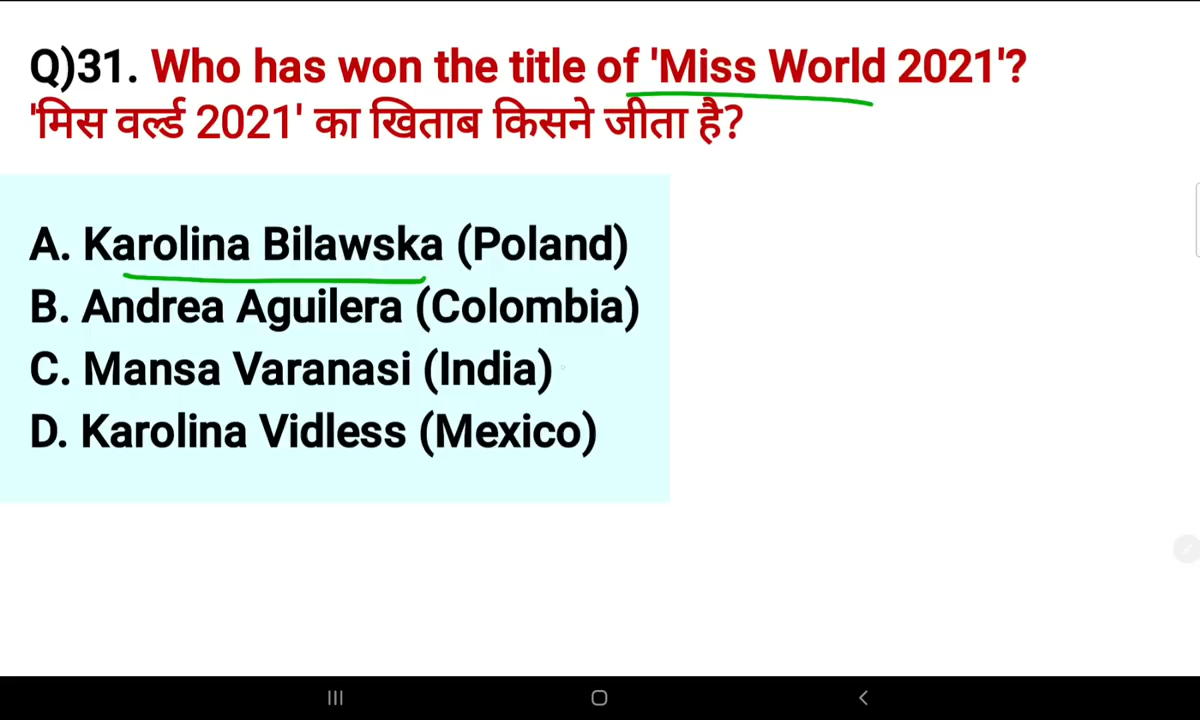 Q)31. Who has won the title of 'Miss World 2021'?
'मिस वर्ल्ड 2021' का खिताब किसने जीता है?
A. Karolina Bilawska (Poland)
B. Andrea Aguilera (Colombia)
C. Mansa Varanasi (India)
D. Karolina Vidless (Mexico)